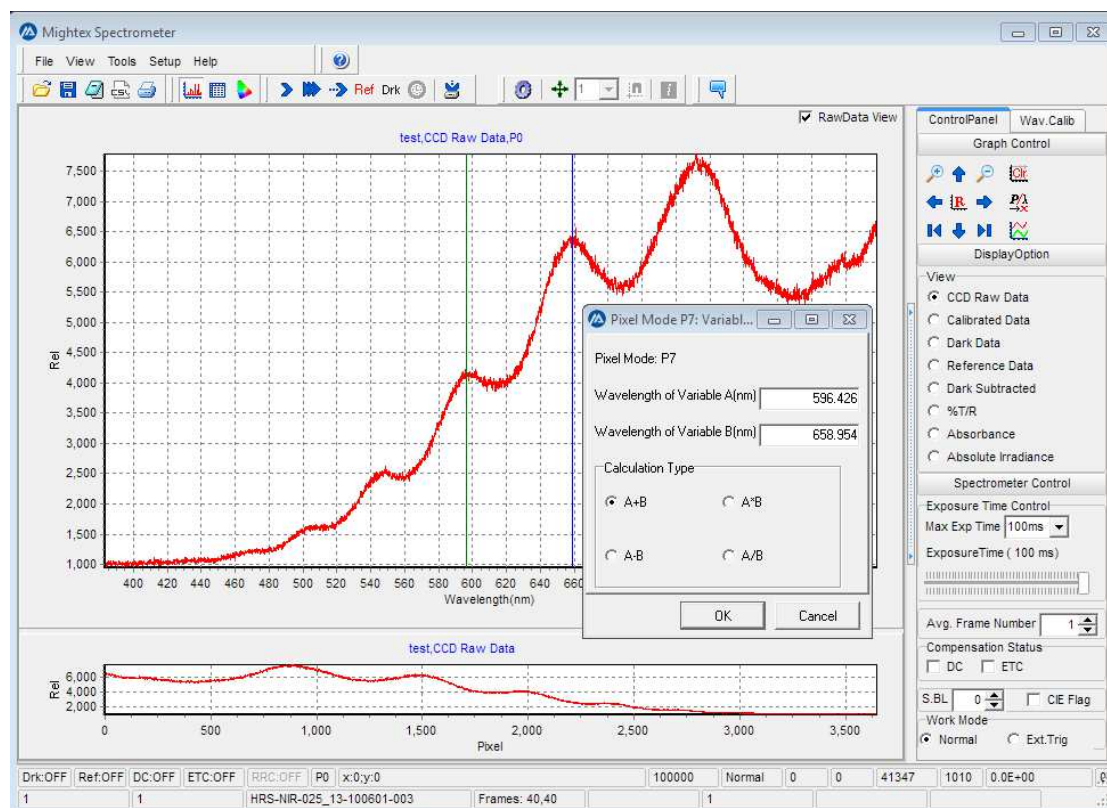 Mightex Spectrometer
File View Tools Setup Help
Ref Drk 1
RawData View
test,CCD Raw Data,P0
7,500
7,000
6,500
6,000
5,500
5,000
4,500
4,000
3,500
3,000
2,500
2,000
1,500
1,000
Rel
400 420 440 460 480 500 520 540 560 580 600 620 640 660
Wavelength(nm)
Pixel Mode P7: Variabl...
Pixel Mode: P7
Wavelength of Variable A(nm) 596.426
Wavelength of Variable B(nm) 658.954
Calculation Type
A+B A*B
A-B A/B
OK Cancel
test,CCD Raw Data
6,000
4,000
2,000
Rel
0 500 1,000 1,500 2,000 2,500 3,000 3,500
Pixel
ControlPanel Wav.Calib
Graph Control
Clr
R P/λ
X
DisplayOption
View
CCD Raw Data
Calibrated Data
Dark Data
Reference Data
Dark Subtracted
%T/R
Absorbance
Absolute Irradiance
Spectrometer Control
Exposure Time Control
Max Exp Time 100ms
ExposureTime ( 100 ms)
Avg. Frame Number 1
Compensation Status
DC ETC
S.BL 0 CIE Flag
Work Mode
Normal Ext.Trig
Drk:OFF Ref:OFF DC:OFF ETC:OFF RRC:OFF P0 x:0;y:0 100000 Normal 0 0 41347 1010 0.0E+00
1 1 HRS-NIR-025_13-100601-003 Frames: 40,40 1